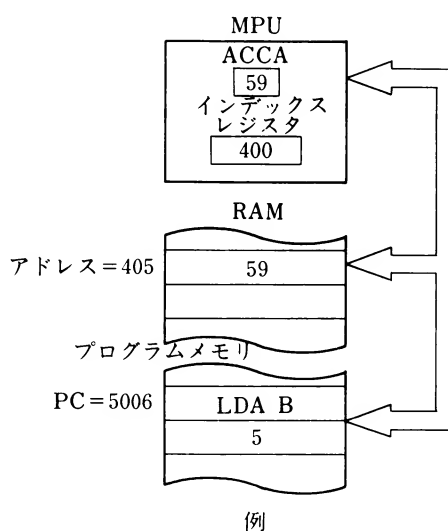 MPU
ACCA
59
インデックス
レジスタ
400
RAM
アドレス=405
59
プログラムメモリ
PC=5006
LDA B
5
例